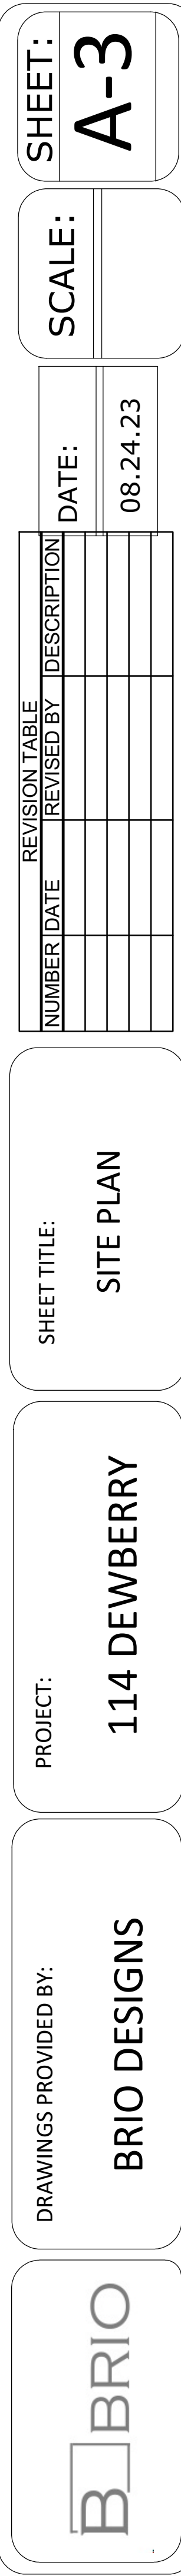 SHEET:
A-3
SCALE:
DATE:
08.24.23
REVISION TABLE
NUMBER DATE REVISED BY DESCRIPTION
SHEET TITLE:
SITE PLAN
PROJECT:
114 DEWBERRY
DRAWINGS PROVIDED BY:
BRIO DESIGNS
B BRIO
1